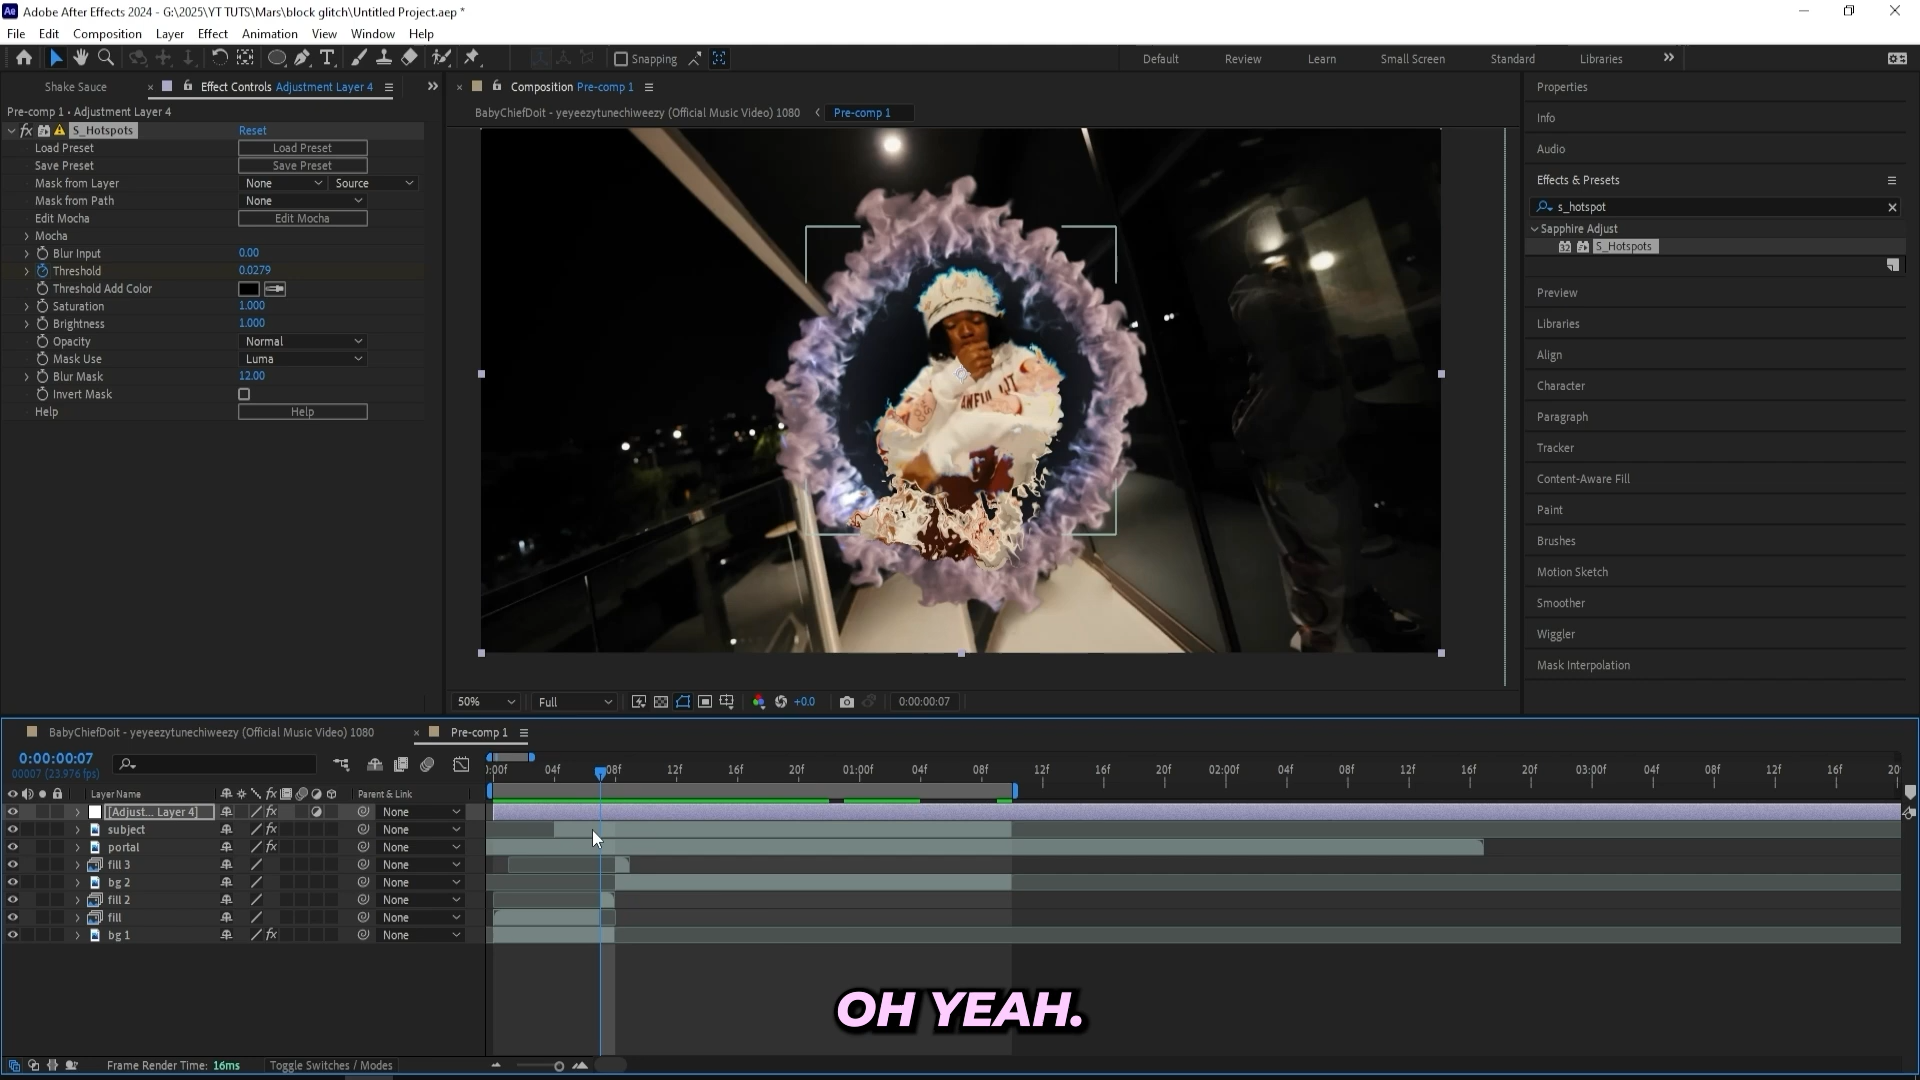 Ae Adobe After Effects 2024 - G:\2025\YT TUTS\Mars\block glitch\Untitled Project.aep *
File Edit Composition Layer Effect Animation View Window Help
Snapping Default Review Learn Small Screen Standard Libraries
Shake Sauce Effect Controls Adjustment Layer 4
Pre-comp 1 • Adjustment Layer 4
fx S_Hotspots Reset
Load Preset Load Preset
Save Preset Save Preset
Mask from Layer None Source
Mask from Path None
Edit Mocha Edit Mocha
Mocha
Blur Input 0.00
Threshold 0.0279
Threshold Add Color
Saturation 1.000
Brightness 1.000
Opacity Normal
Mask Use Luma
Blur Mask 12.00
Invert Mask
Help Help
Composition Pre-comp 1
BabyChiefDoit - yeyeezytunechiweezy (Official Music Video) 1080 Pre-comp 1
50% Full +0.0 0:00:00:07
Properties
Info
Audio
Effects & Presets
s_hotspot
Sapphire Adjust
32 S_Hotspots
Preview
Libraries
Align
Character
Paragraph
Tracker
Content-Aware Fill
Paint
Brushes
Motion Sketch
Smoother
Wiggler
Mask Interpolation
BabyChiefDoit - yeyeezytunechiweezy (Official Music Video) 1080 Pre-comp 1
0:00:00:07
00007 (23.976 fps)
0:00f 04f 08f 12f 16f 20f 01:00f 04f 08f 12f 16f 20f 02:00f 04f 08f 12f 16f 20f 03:00f 04f 08f 12f 16f 20
Layer Name fx Parent & Link
[Adjust... Layer 4] fx None
subject fx None
portal fx None
fill 3 None
bg 2 None
fill 2 None
fill None
bg 1 fx None
OH YEAH.
Frame Render Time: 16ms Toggle Switches / Modes